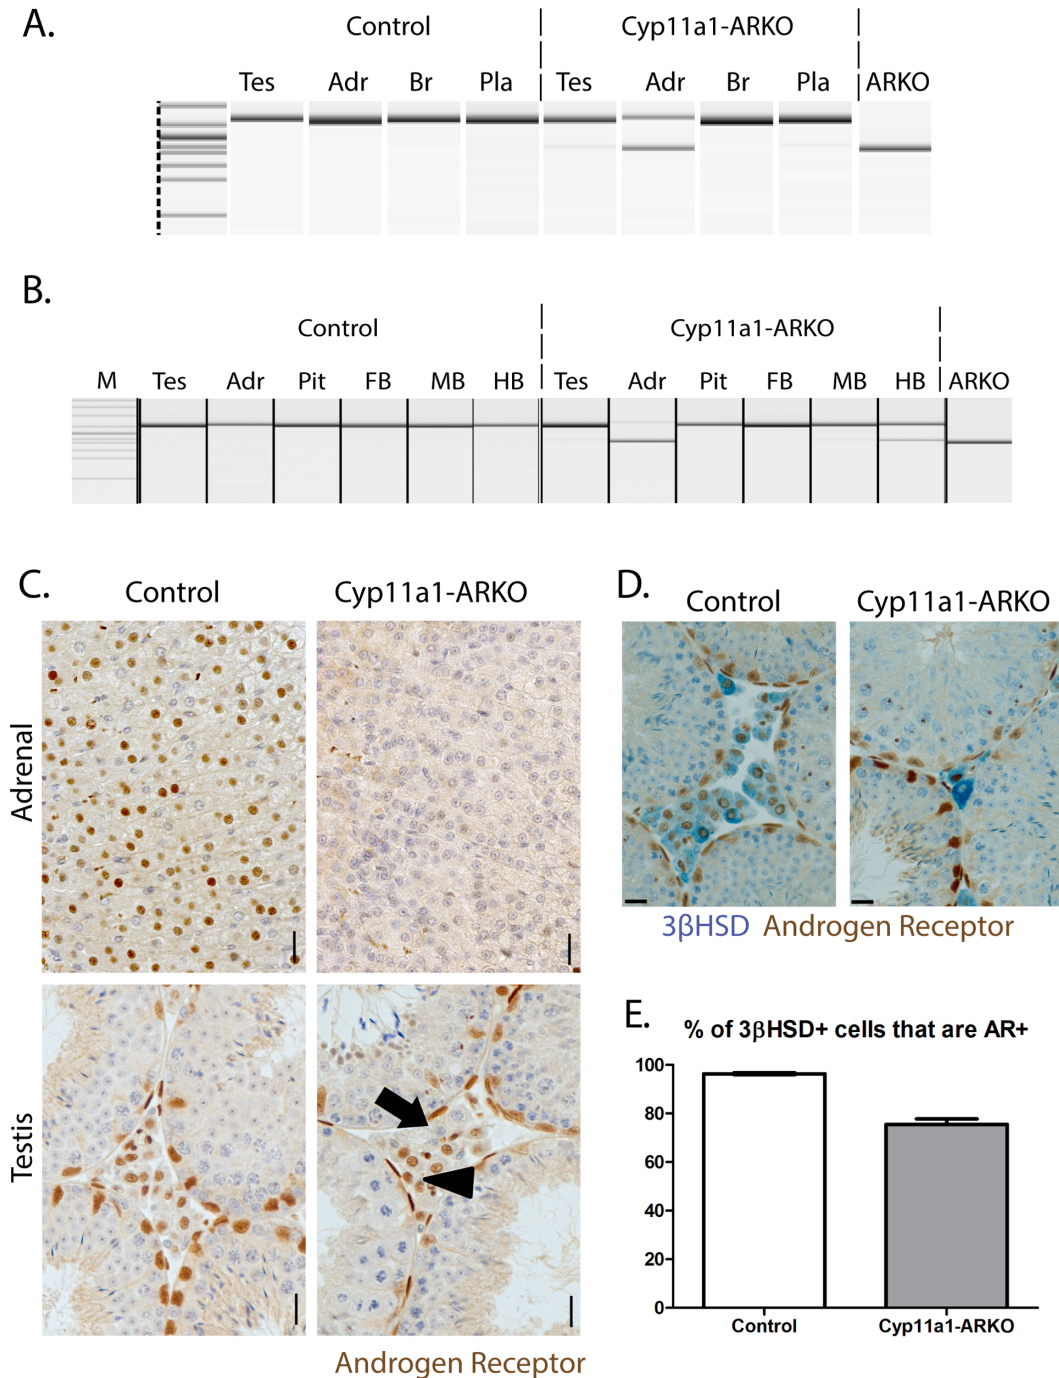 A.
Control
Cyp11a1-ARKO
Tes Adr Br Pla Tes Adr Br Pla ARKO
B.
Control
Cyp11a1-ARKO
M Tes Adr Pit FB MB HB Tes Adr Pit FB MB HB ARKO
C.
Control
Cyp11a1-ARKO
Adrenal
Testis
Androgen Receptor
D.
Control
Cyp11a1-ARKO
3βHSD Androgen Receptor
E.
% of 3βHSD+ cells that are AR+
100
80
60
40
20
0
Control
Cyp11a1-ARKO